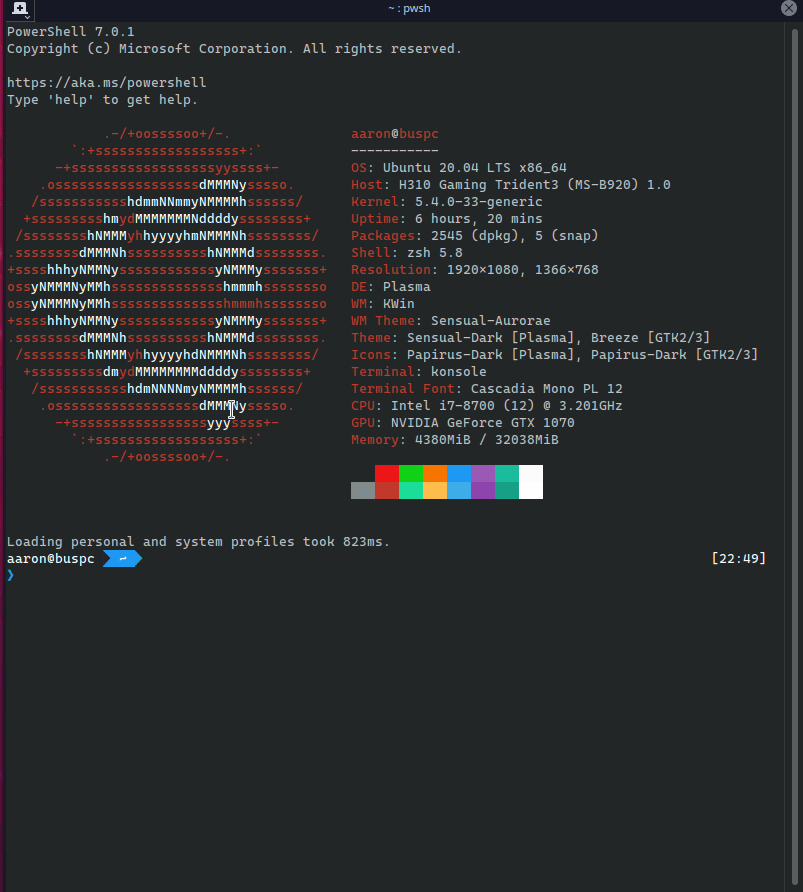 ~ : pwsh
PowerShell 7.0.1
Copyright (c) Microsoft Corporation. All rights reserved.
https://aka.ms/powershell
Type 'help' to get help.
.-/+oossssoo+/-. aaron@buspc
`:+ssssssssssssssssss+:` -----------
-+ssssssssssssssssssyyssss+- OS: Ubuntu 20.04 LTS x86_64
.ossssssssssssssssssdMMMNysssso. Host: H310 Gaming Trident3 (MS-B920) 1.0
/ssssssssssshdmmNNmmyNMMMMhssssss/ Kernel: 5.4.0-33-generic
+ssssssssshmydMMMMMMMNddddyssssssss+ Uptime: 6 hours, 20 mins
/sssssssshNMMMyhhyyyyhmNMMMNhssssssss/ Packages: 2545 (dpkg), 5 (snap)
.ssssssssdMMMNhsssssssssshNMMMdssssssss. Shell: zsh 5.8
+sssshhhyNMMNyssssssssssssyNMMMysssssss+ Resolution: 1920×1080, 1366×768
ossyNMMMNyMMhsssssssssssssshmmmhssssssso DE: Plasma
ossyNMMMNyMMhsssssssssssssshmmmhssssssso WM: KWin
+sssshhhyNMMNyssssssssssssyNMMMysssssss+ WM Theme: Sensual-Aurorae
.ssssssssdMMMNhsssssssssshNMMMdssssssss. Theme: Sensual-Dark [Plasma], Breeze [GTK2/3]
/sssssssshNMMMyhhyyyyhdNMMMNhssssssss/ Icons: Papirus-Dark [Plasma], Papirus-Dark [GTK2/3]
+sssssssssdmydMMMMMMMMddddyssssssss+ Terminal: konsole
/ssssssssssshdmNNNNmyNMMMMhssssss/ Terminal Font: Cascadia Mono PL 12
.ossssssssssssssssssdMMMNysssso. CPU: Intel i7-8700 (12) @ 3.201GHz
-+sssssssssssssssssyyyssss+- GPU: NVIDIA GeForce GTX 1070
`:+ssssssssssssssssss+:` Memory: 4380MiB / 32038MiB
.-/+oossssoo+/-.
Loading personal and system profiles took 823ms.
aaron@buspc ~ [22:49]
❯